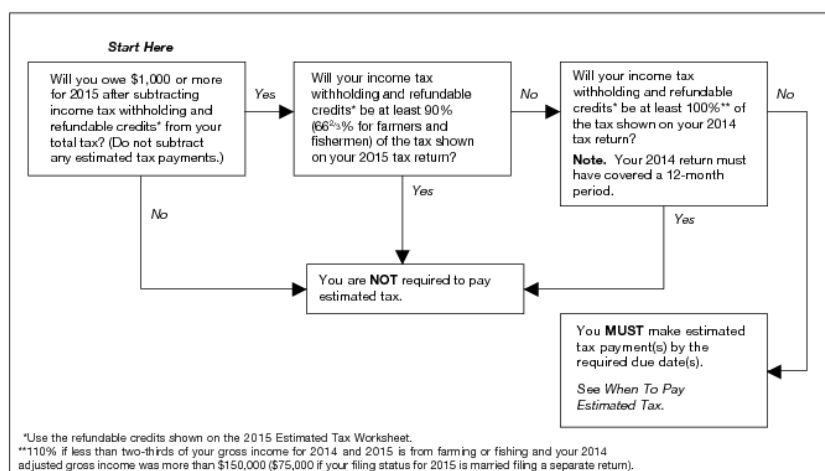 Start Here
Will you owe $1,000 or more
for 2015 after subtracting
income tax withholding and
refundable credits* from your
total tax? (Do not subtract
any estimated tax payments.)
Yes
Will your income tax
withholding and refundable
credits* be at least 90%
(66 2/3% for farmers and
fishermen) of the tax shown
on your 2015 tax return?
No
Will your income tax
withholding and refundable
credits* be at least 100%** of
the tax shown on your 2014
tax return?
Note. Your 2014 return must
have covered a 12-month
period.
No
No
Yes
Yes
You are NOT required to pay
estimated tax.
You MUST make estimated
tax payment(s) by the
required due date(s).
See When To Pay
Estimated Tax.
*Use the refundable credits shown on the 2015 Estimated Tax Worksheet.
**110% if less than two-thirds of your gross income for 2014 and 2015 is from farming or fishing and your 2014
adjusted gross income was more than $150,000 ($75,000 if your filing status for 2015 is married filing a separate return).